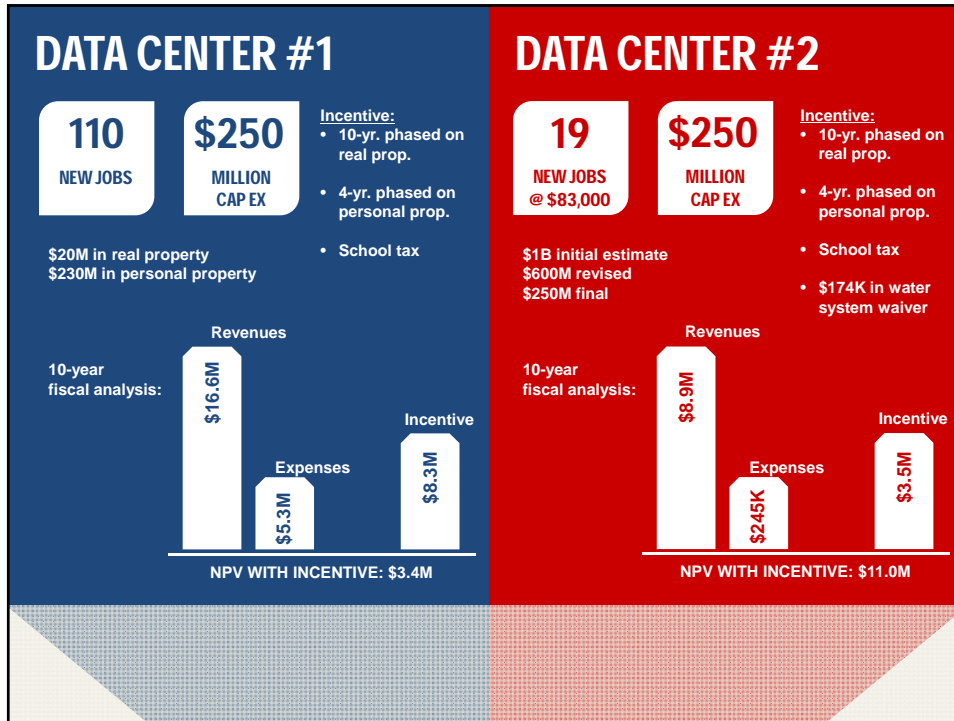 DATA CENTER #1
110
NEW JOBS
$250
MILLION
CAP EX
Incentive:
• 10-yr. phased on
real prop.
• 4-yr. phased on
personal prop.
• School tax
$20M in real property
$230M in personal property
10-year
fiscal analysis:
Revenues
$16.6M
Expenses
$5.3M
Incentive
$8.3M
NPV WITH INCENTIVE: $3.4M
DATA CENTER #2
19
NEW JOBS
@ $83,000
$250
MILLION
CAP EX
Incentive:
• 10-yr. phased on
real prop.
• 4-yr. phased on
personal prop.
• School tax
• $174K in water
system waiver
$1B initial estimate
$600M revised
$250M final
10-year
fiscal analysis:
Revenues
$8.9M
Expenses
$245K
Incentive
$3.5M
NPV WITH INCENTIVE: $11.0M